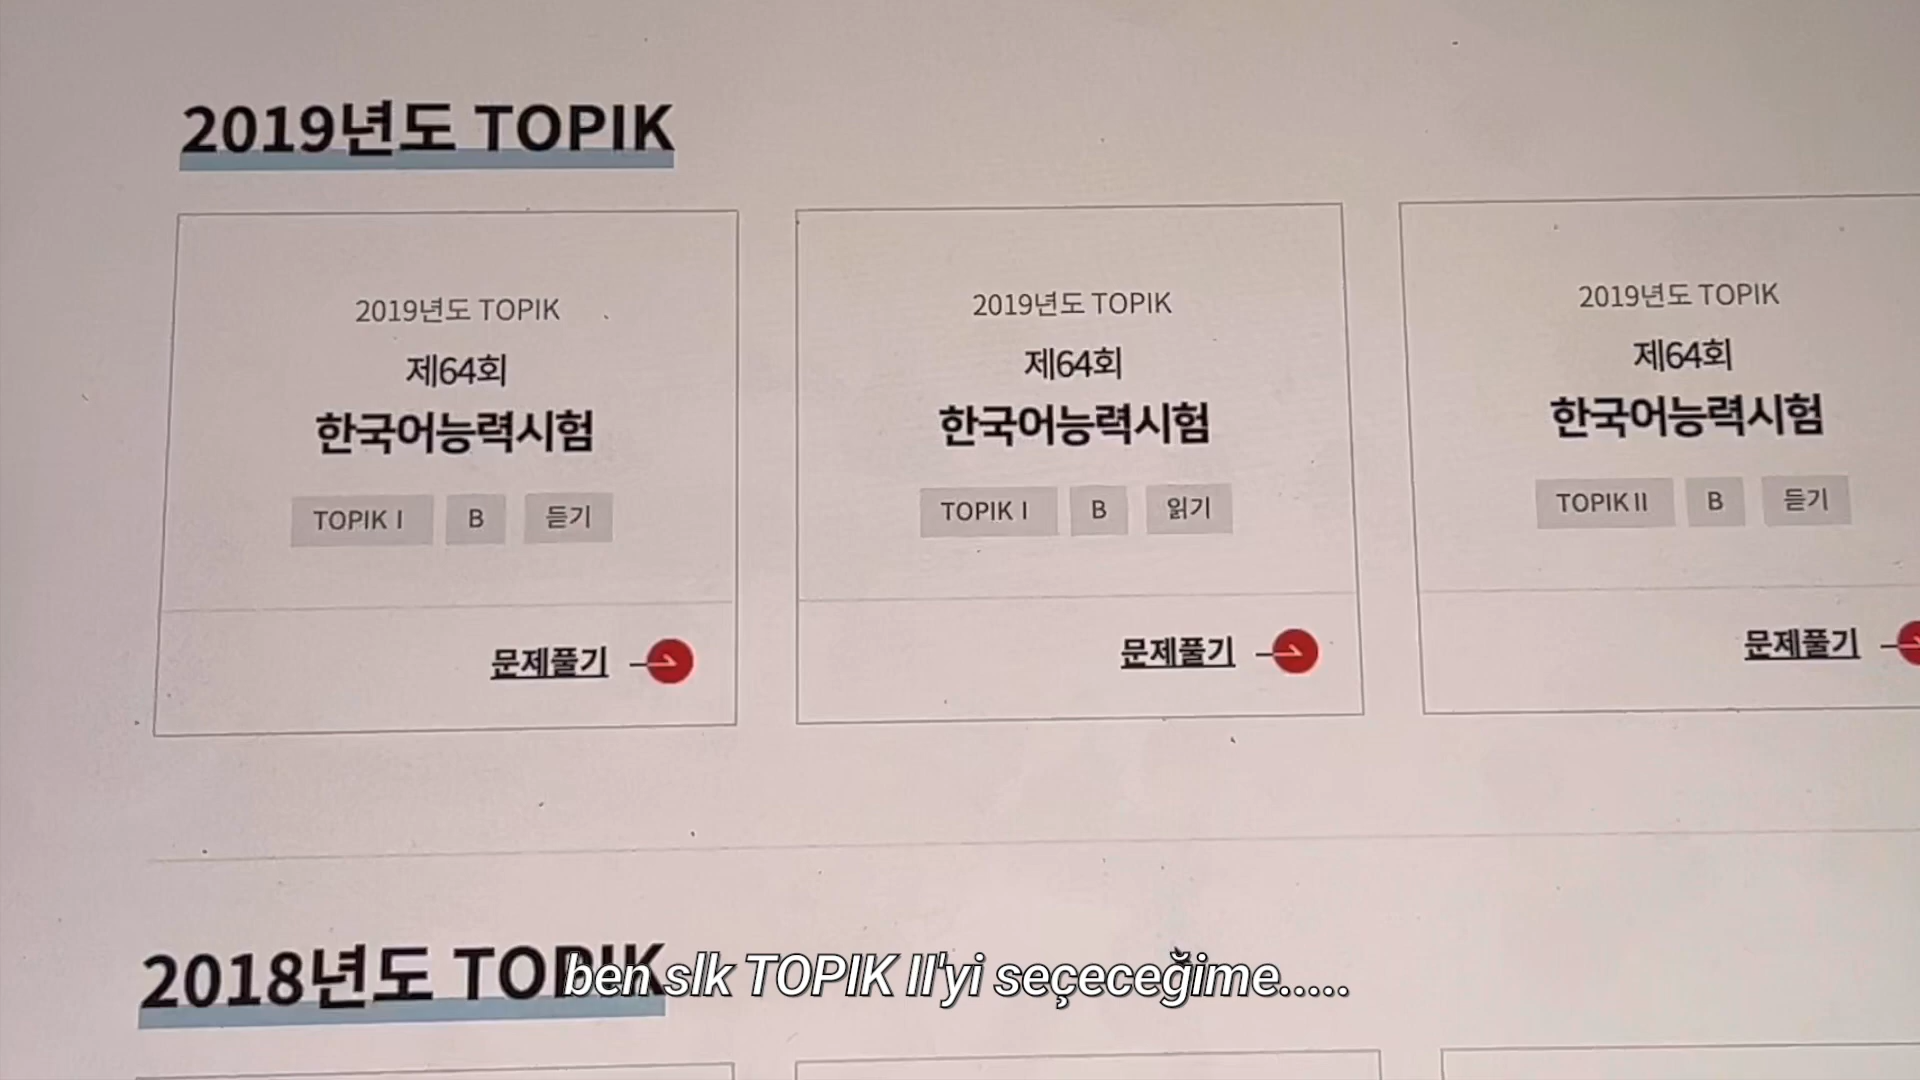 2019년도 TOPIK
2019년도 TOPIK
제64회
한국어능력시험
TOPIK I B 듣기
문제풀기
2019년도 TOPIK
제64회
한국어능력시험
TOPIK I B 읽기
문제풀기
2019년도 TOPIK
제64회
한국어능력시험
TOPIK II B 듣기
문제풀기
2018년도 TOPIK
ben slk TOPIK II'yi seçeceğime.....